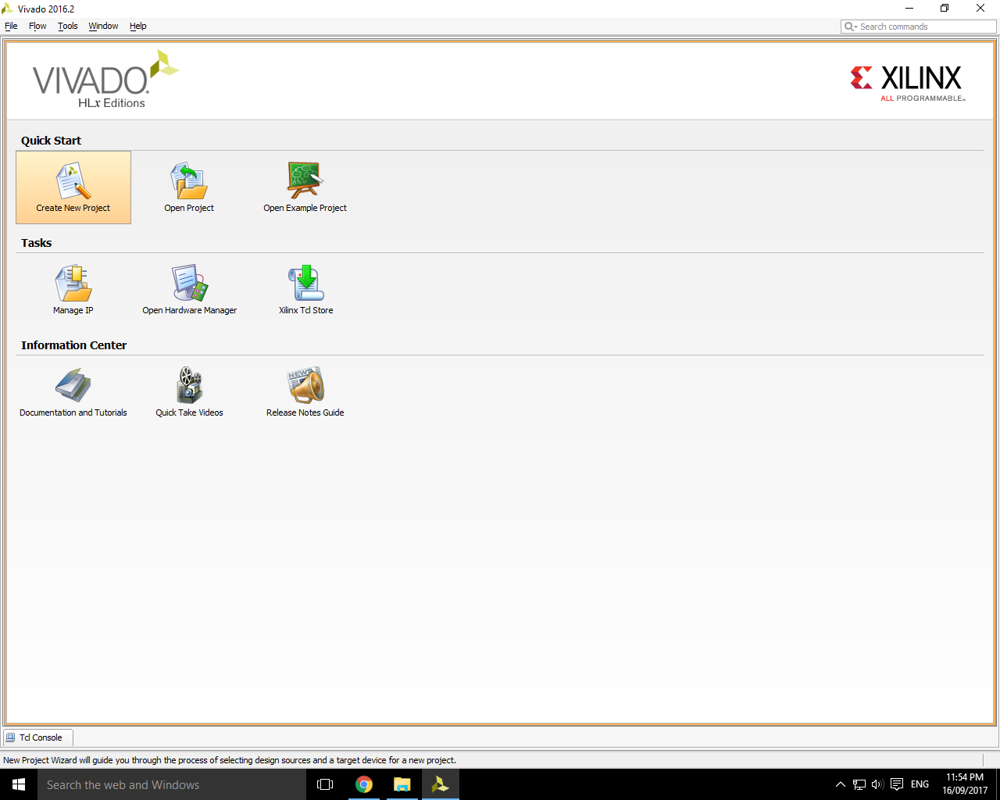 Vivado 2016.2
File Flow Tools Window Help
Search commands
VIVADO.
HLx Editions
XILINX
ALL PROGRAMMABLE™
Quick Start
Create New Project
Open Project
Open Example Project
Tasks
Manage IP
Open Hardware Manager
Xilinx Tcl Store
Information Center
NEWS
Documentation and Tutorials
Quick Take Videos
Release Notes Guide
Tcl Console
New Project Wizard will guide you through the process of selecting design sources and a target device for a new project.
Search the web and Windows
ENG
11:54 PM
16/09/2017